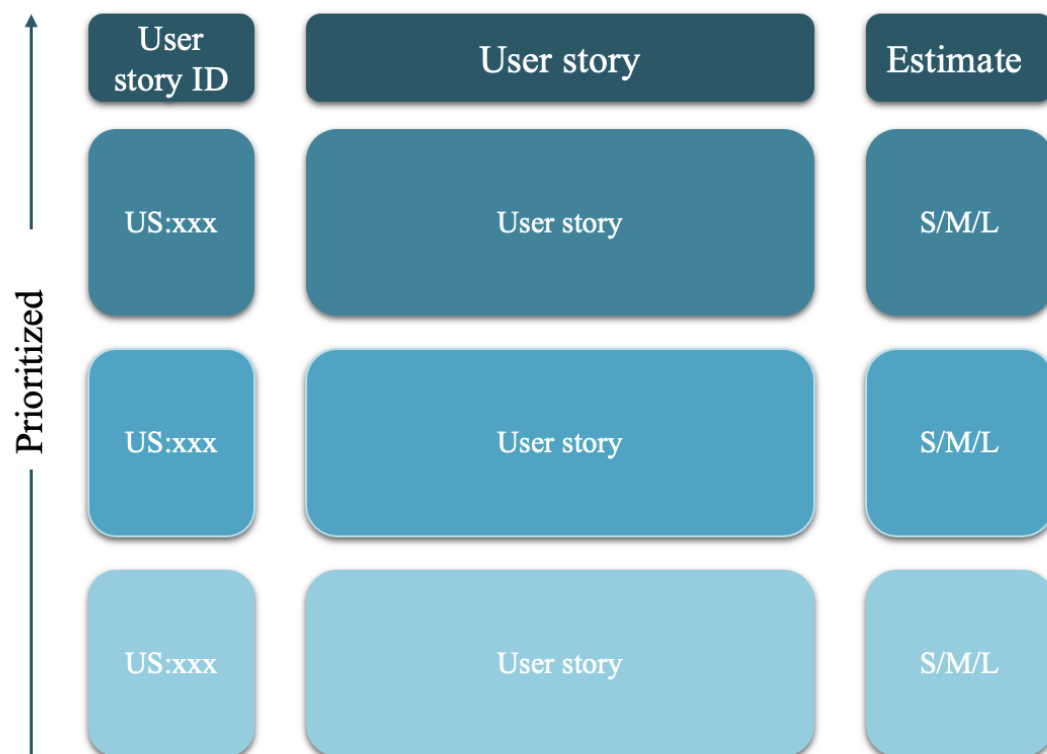 User
story ID
User story
Estimate
US:xxx
User story
S/M/L
Prioritized
US:xxx
User story
S/M/L
US:xxx
User story
S/M/L